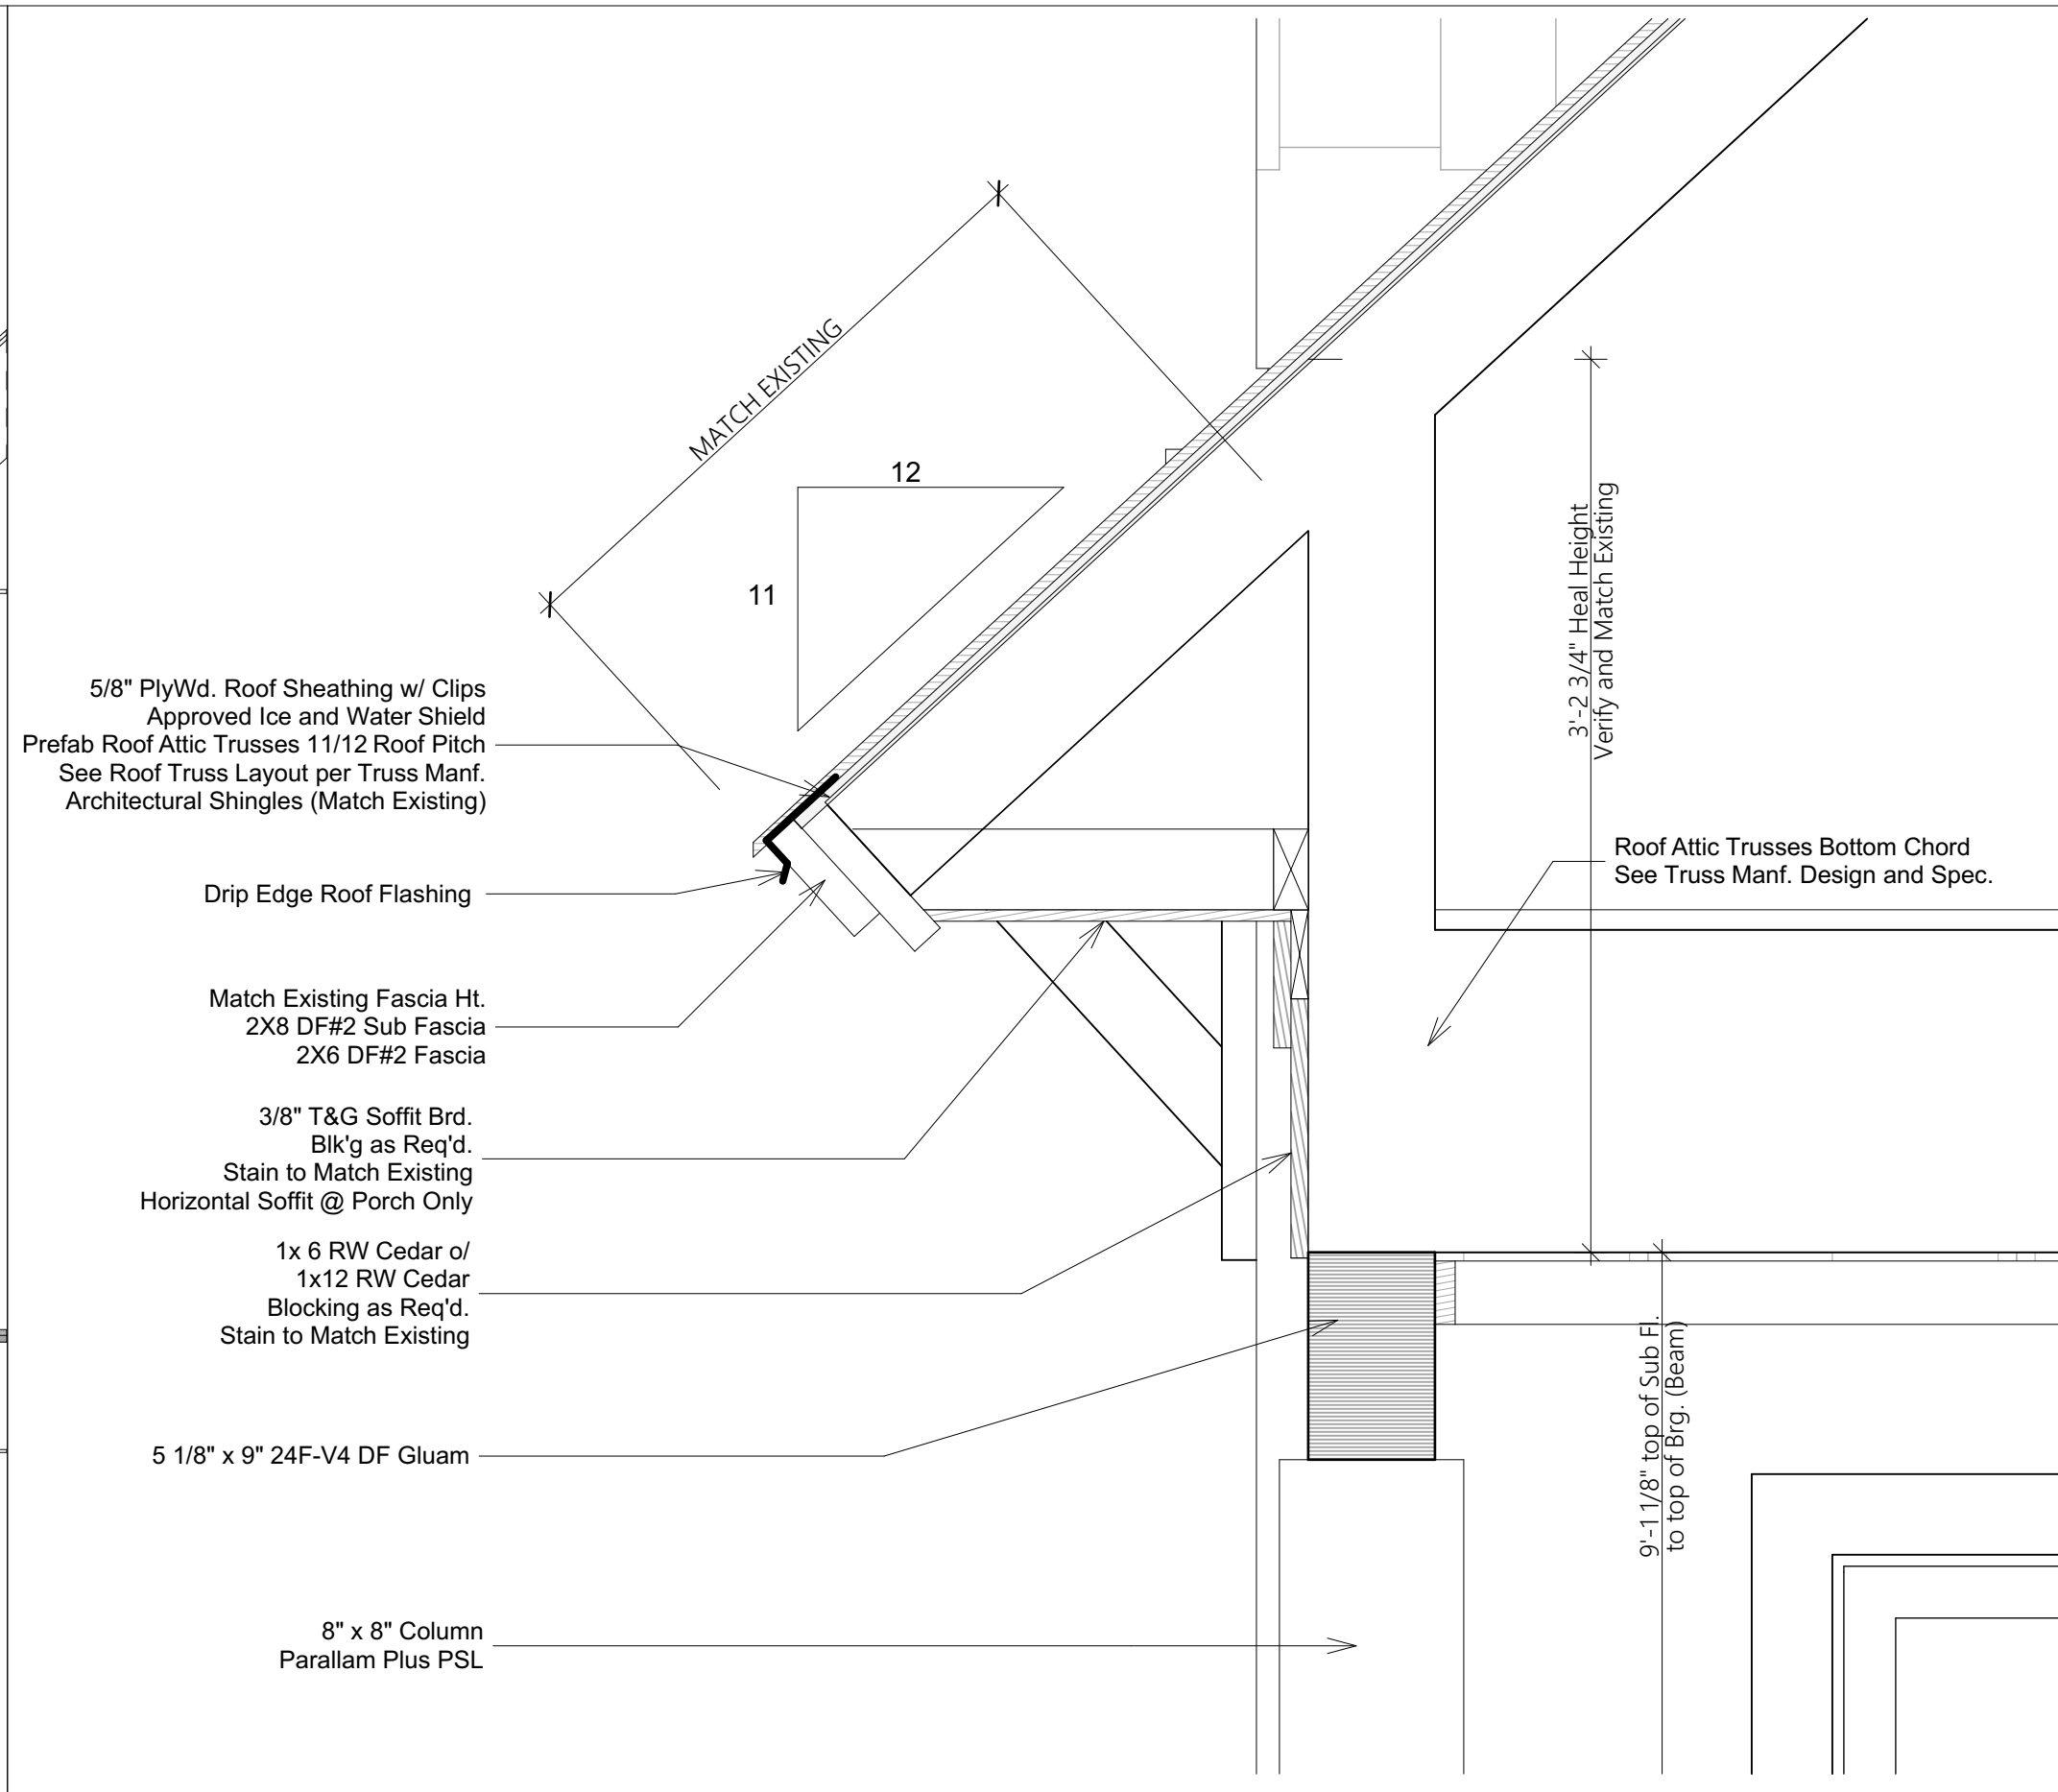 MATCH EXISTING
12
11
5/8" PlyWd. Roof Sheathing w/ Clips
Approved Ice and Water Shield
Prefab Roof Attic Trusses 11/12 Roof Pitch
See Roof Truss Layout per Truss Manf.
Architectural Shingles (Match Existing)
Drip Edge Roof Flashing
Match Existing Fascia Ht.
2X8 DF#2 Sub Fascia
2X6 DF#2 Fascia
3/8" T&G Soffit Brd.
Blk'g as Req'd.
Stain to Match Existing
Horizontal Soffit @ Porch Only
1x 6 RW Cedar o/
1x12 RW Cedar
Blocking as Req'd.
Stain to Match Existing
5 1/8" x 9" 24F-V4 DF Gluam
8" x 8" Column
Parallam Plus PSL
3'-2 3/4" Heal Height
Verify and Match Existing
Roof Attic Trusses Bottom Chord
See Truss Manf. Design and Spec.
9'-1 1/8" top of Sub Fl.
to top of Brg. (Beam)